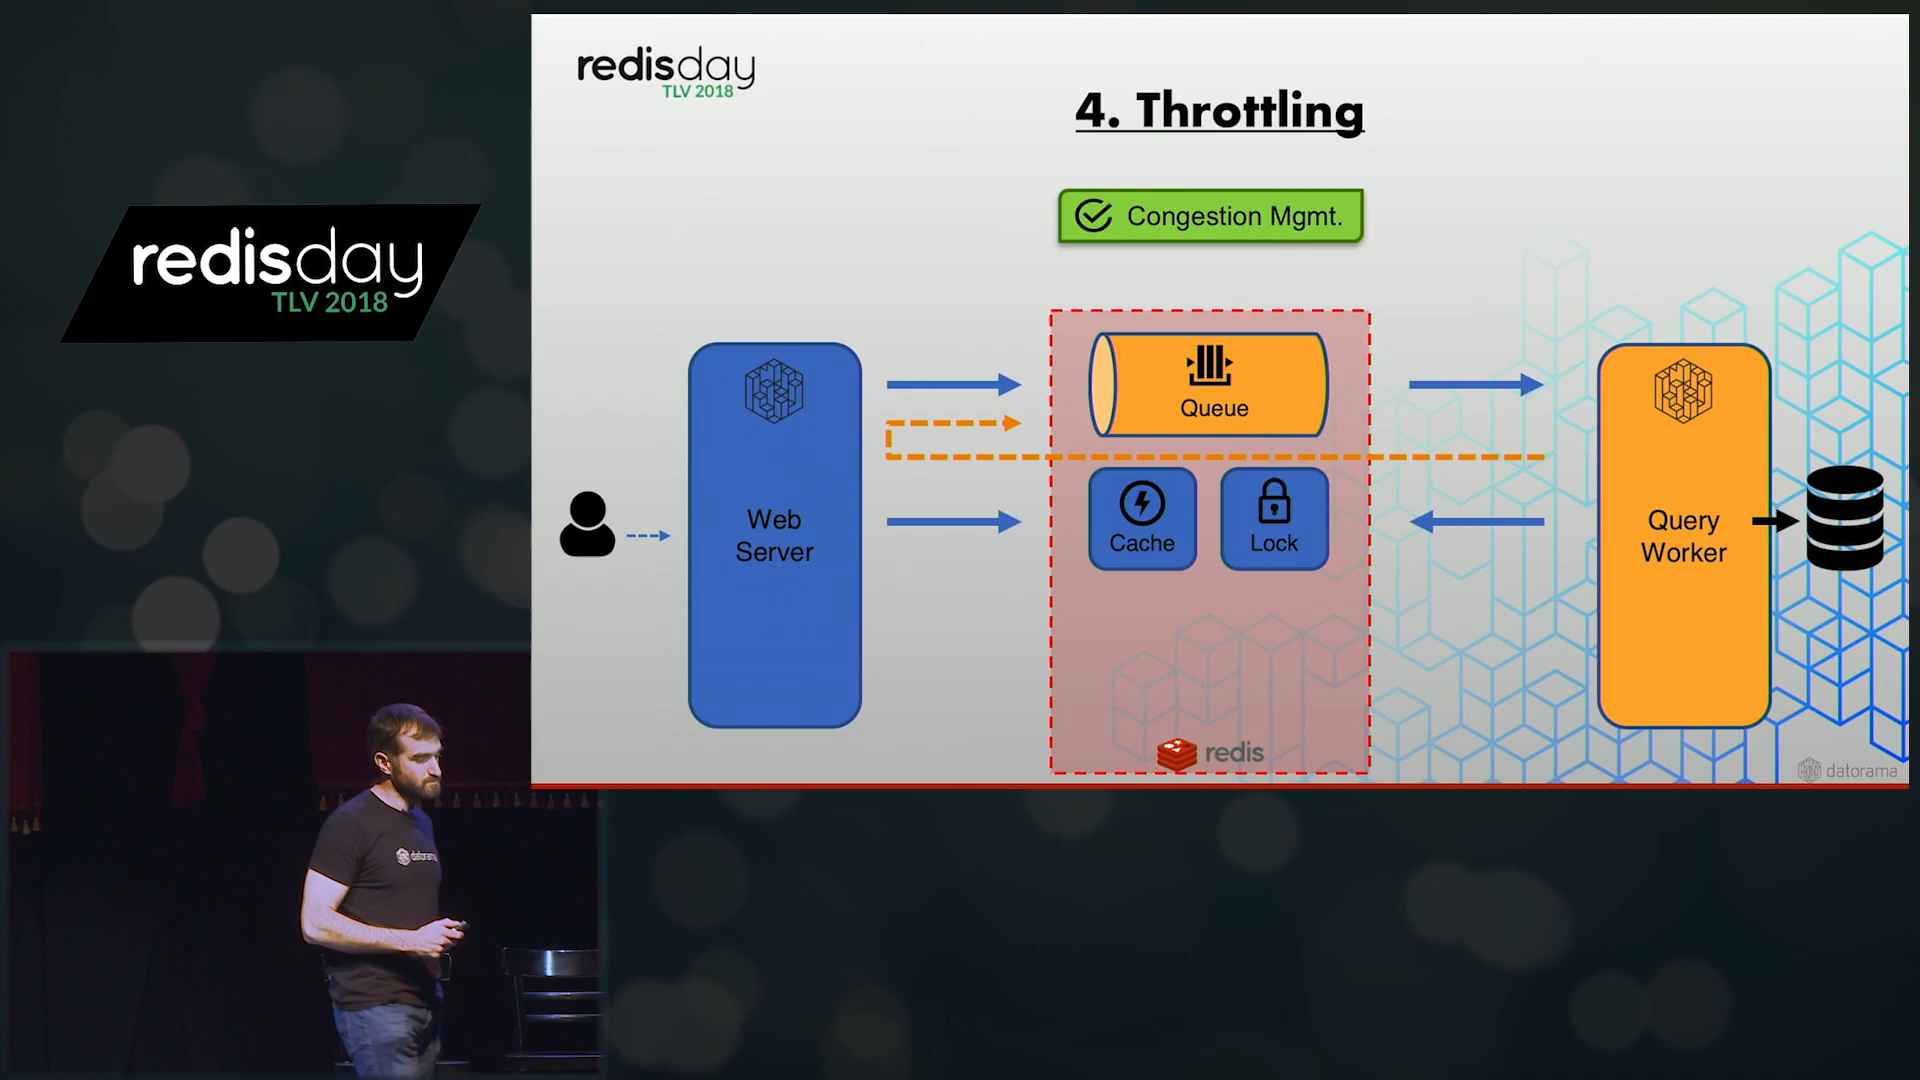 redisday
TLV 2018
redisday
TLV 2018
4. Throttling
Congestion Mgmt.
Queue
Web
Server
Cache
Lock
Query
Worker
redis
datorama
datorama